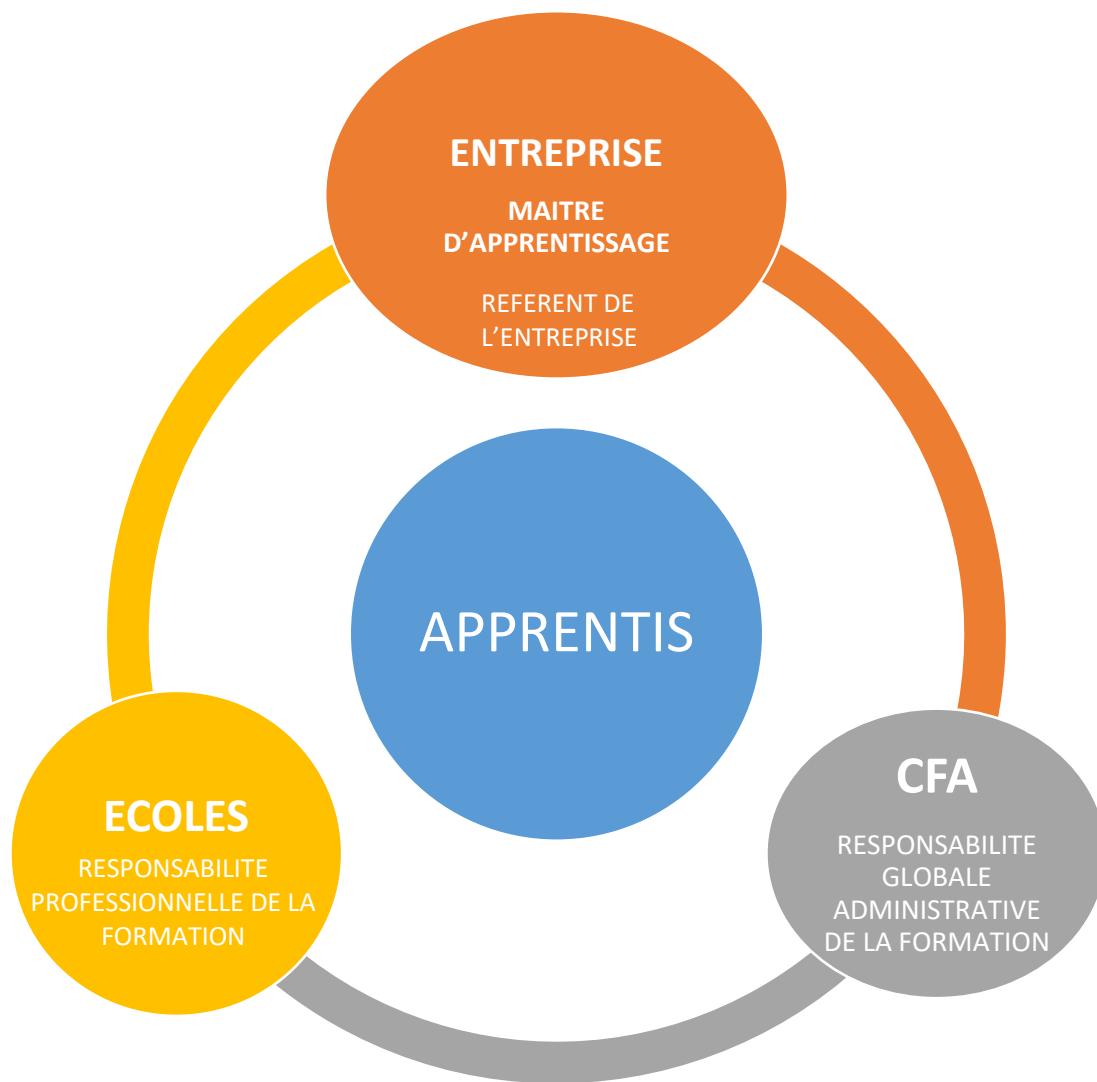 ENTREPRISE
MAITRE
D’APPRENTISSAGE
REFERENT DE
L’ENTREPRISE
APPRENTIS
ECOLES
RESPONSABILITE
PROFESSIONNELLE DE LA
FORMATION
CFA
RESPONSABILITE
GLOBALE
ADMINISTRATIVE
DE LA FORMATION